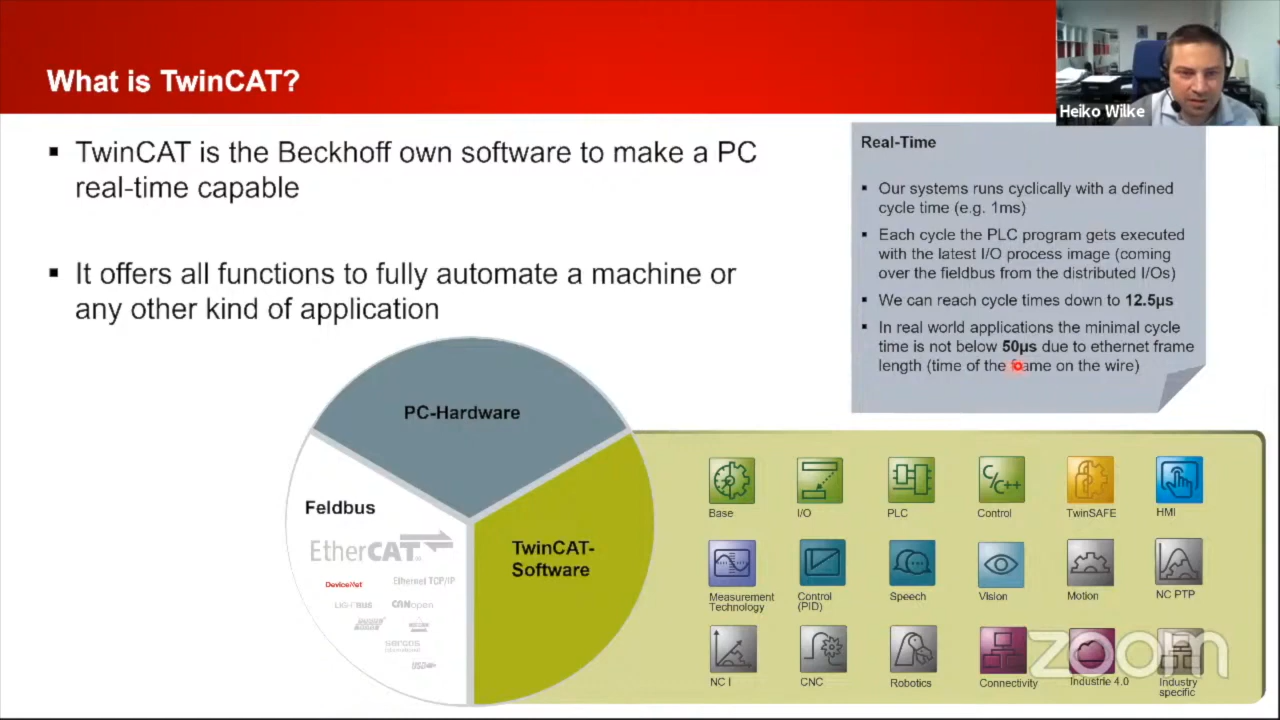 What is TwinCAT?
Heiko Wilke
▪ TwinCAT is the Beckhoff own software to make a PC
real-time capable
▪ It offers all functions to fully automate a machine or
any other kind of application
Real-Time
▪ Our systems runs cyclically with a defined
cycle time (e.g. 1ms)
▪ Each cycle the PLC program gets executed
with the latest I/O process image (coming
over the fieldbus from the distributed I/Os)
▪ We can reach cycle times down to 12.5µs
▪ In real world applications the minimal cycle
time is not below 50µs due to ethernet frame
length (time of the frame on the wire)
PC-Hardware
Feldbus
EtherCAT
DeviceNet
Ethernet TCP/IP
LIGHTBUS
CANopen
sercos
TwinCAT-
Software
Base
I/O
PLC
C/C++
Control
TwinSAFE
HMI
Measurement
Technology
Control
(PID)
Speech
Vision
Motion
NC PTP
NC I
CNC
Robotics
Connectivity
Industrie 4.0
Industry
specific
zoom